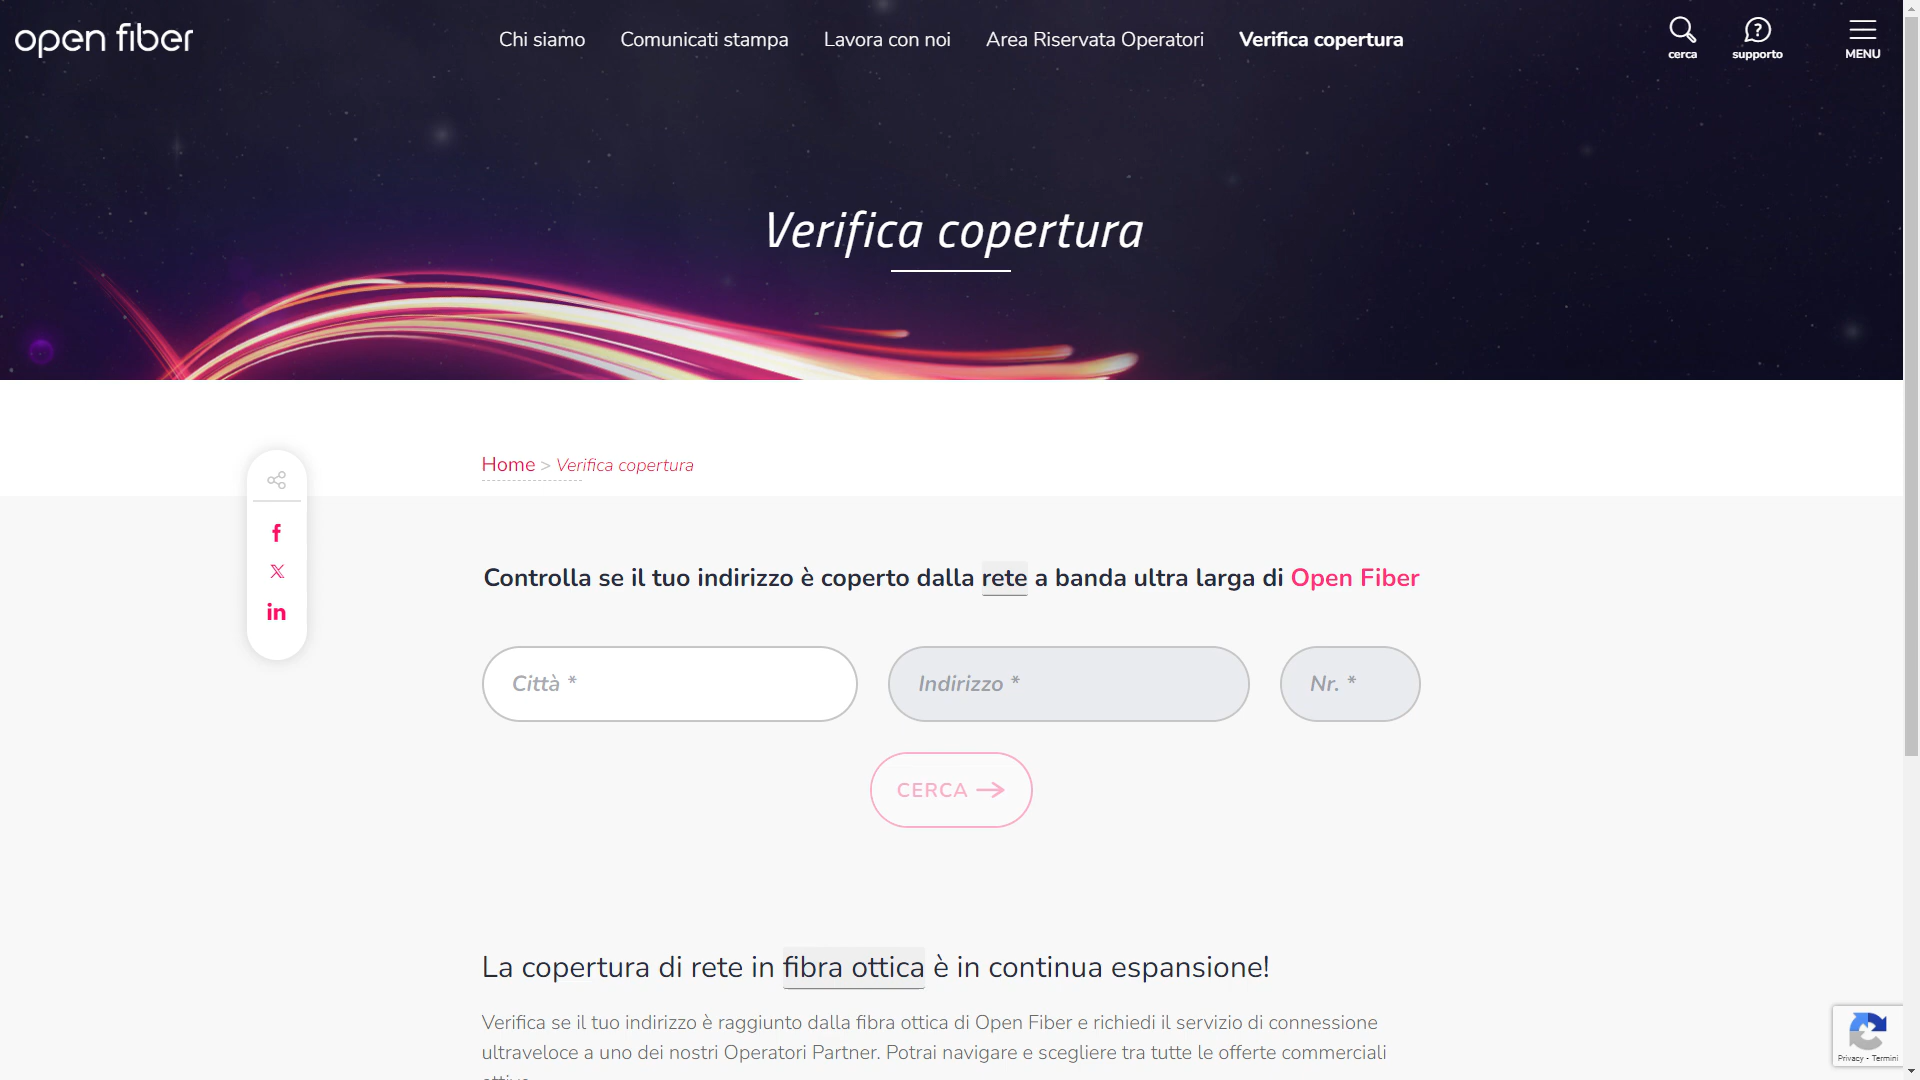 open fiber
Chi siamo
Comunicati stampa
Lavora con noi
Area Riservata Operatori
Verifica copertura
cerca
supporto
MENU
Verifica copertura
Home > Verifica copertura
Controlla se il tuo indirizzo è coperto dalla rete a banda ultra larga di Open Fiber
Città *
Indirizzo *
Nr. *
CERCA
La copertura di rete in fibra ottica è in continua espansione!
Verifica se il tuo indirizzo è raggiunto dalla fibra ottica di Open Fiber e richiedi il servizio di connessione
ultraveloce a uno dei nostri Operatori Partner. Potrai navigare e scegliere tra tutte le offerte commerciali
Privacy - Termini